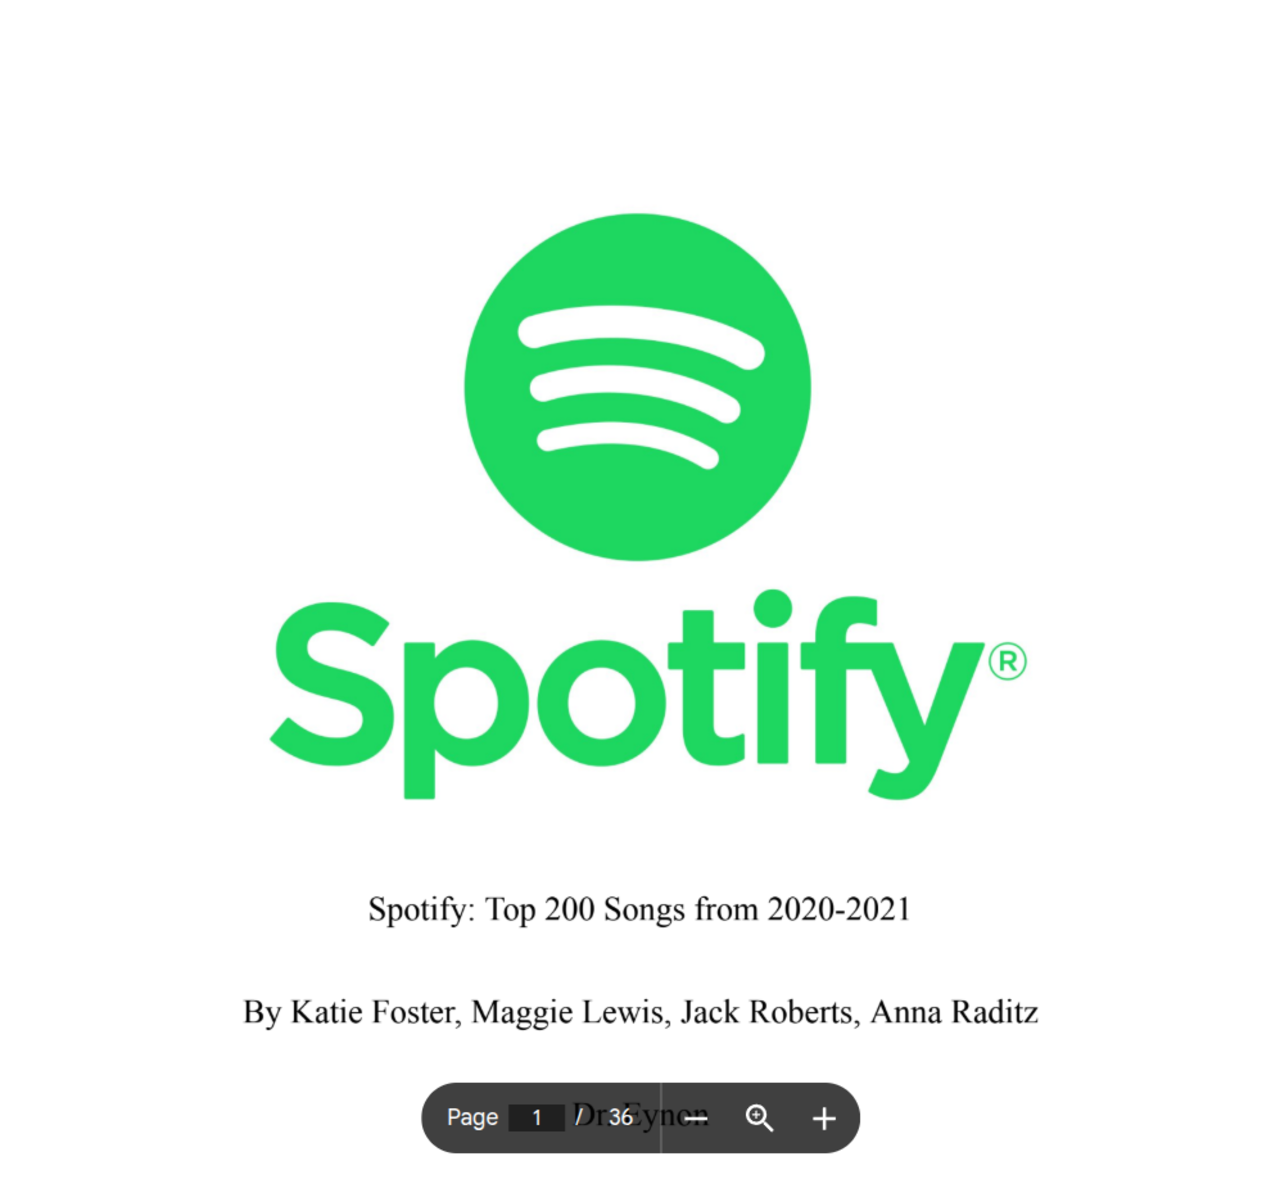 Spotify®
Spotify: Top 200 Songs from 2020-2021
By Katie Foster, Maggie Lewis, Jack Roberts, Anna Raditz
Dr. Eynon
Page 1 / 36